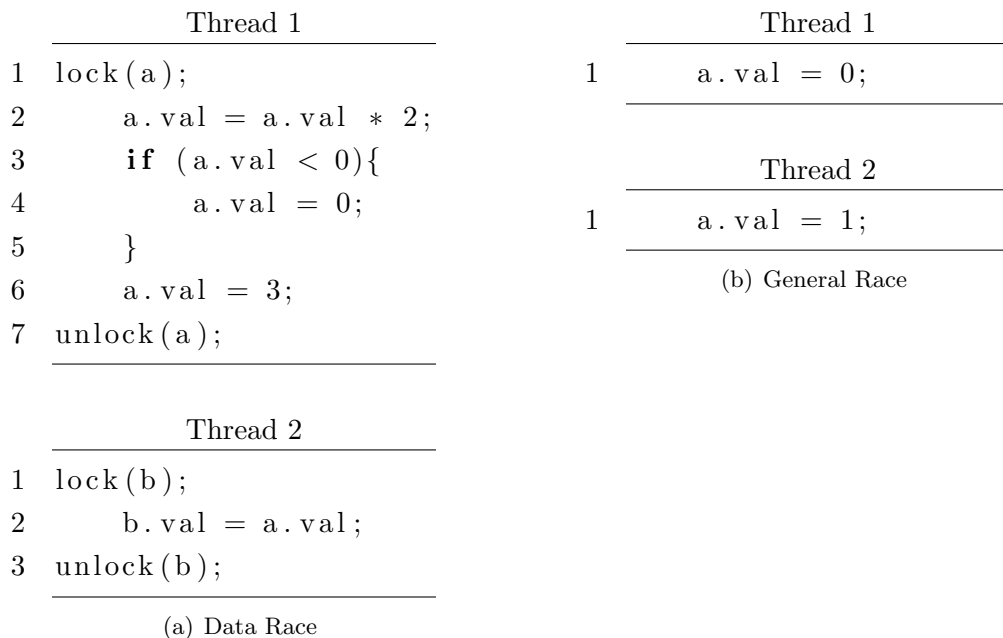 Thread 1
1 lock(a);
2 a.val = a.val * 2;
3 if (a.val < 0){
4 a.val = 0;
5 }
6 a.val = 3;
7 unlock(a);
Thread 2
1 lock(b);
2 b.val = a.val;
3 unlock(b);
(a) Data Race
Thread 1
1 a.val = 0;
Thread 2
1 a.val = 1;
(b) General Race